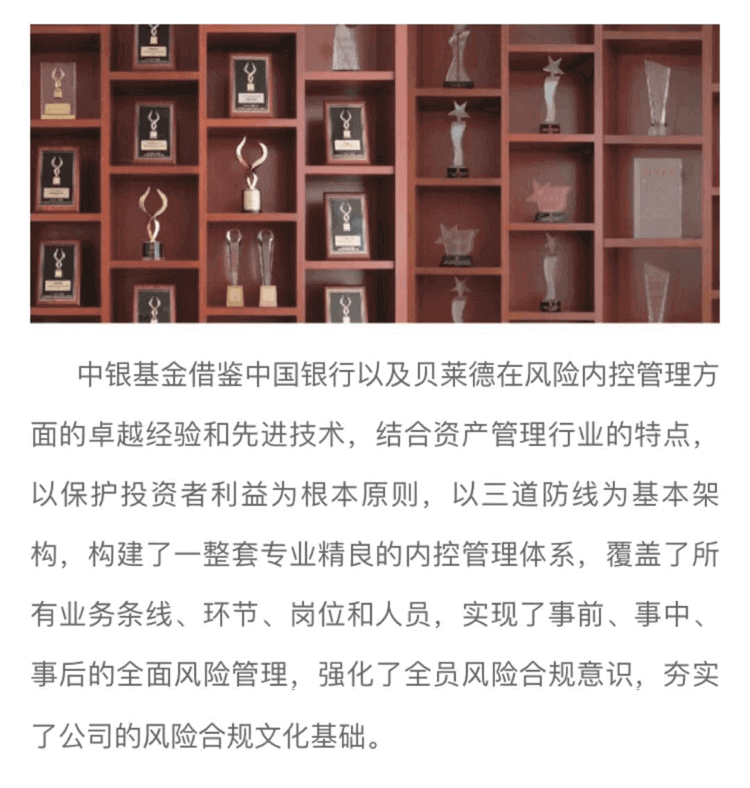 中银基金借鉴中国银行以及贝莱德在风险内控管理方
面的卓越经验和先进技术，结合资产管理行业的特点，
以保护投资者利益为根本原则，以三道防线为基本架
构，构建了一整套专业精良的内控管理体系，覆盖了所
有业务条线、环节、岗位和人员，实现了事前、事中、
事后的全面风险管理，强化了全员风险合规意识，夯实
了公司的风险合规文化基础。